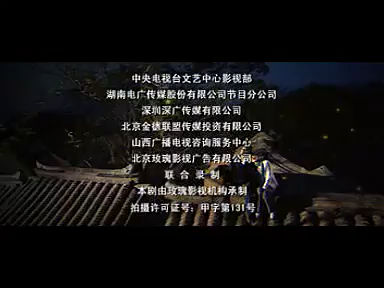 中央电视台文艺中心影视部
湖南电广传媒股份有限公司节目分公司
深圳深广传媒有限公司
北京金德联盟传媒投资有限公司
山西广播电视咨询服务中心
北京玫瑰影视广告有限公司
联合录制
本剧由玫瑰影视机构承制
拍摄许可证号：甲字第131号